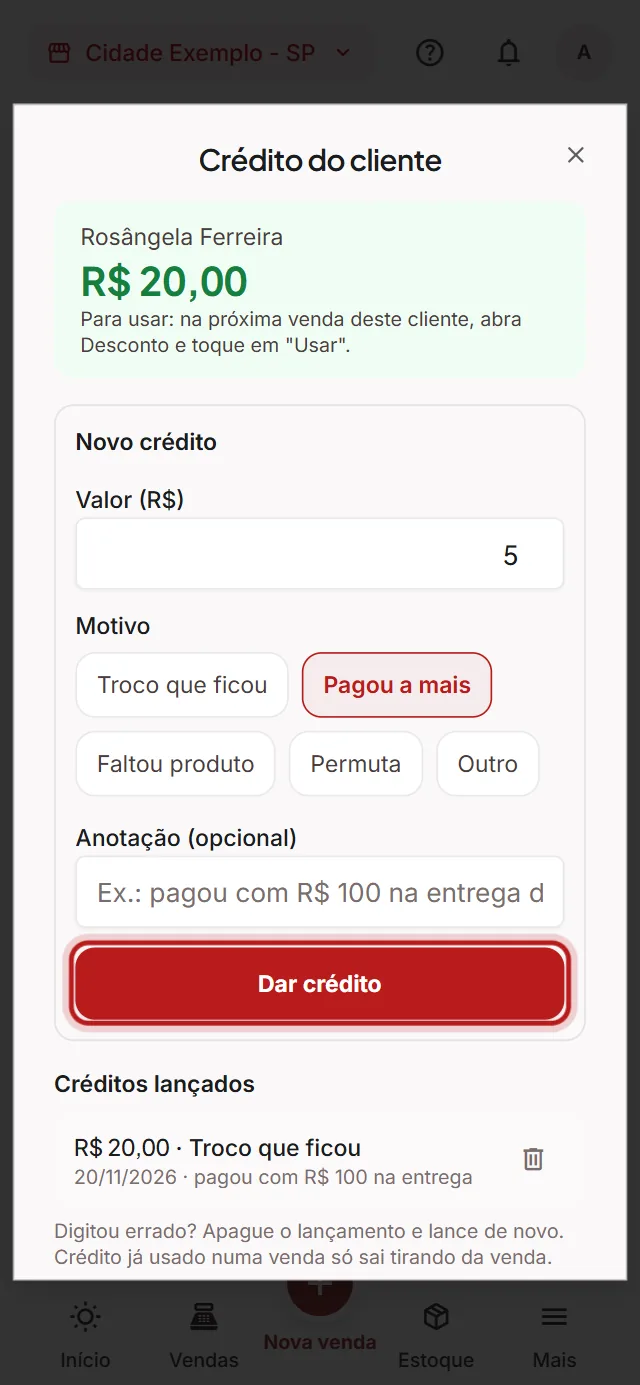 Cidade Exemplo - SP
A
Crédito do cliente
Rosângela Ferreira
R$ 20,00
Para usar: na próxima venda deste cliente, abra
Desconto e toque em "Usar".
Novo crédito
Valor (R$)
5
Motivo
Troco que ficou
Pagou a mais
Faltou produto
Permuta
Outro
Anotação (opcional)
Ex.: pagou com R$ 100 na entrega d
Dar crédito
Créditos lançados
R$ 20,00 · Troco que ficou
20/11/2026 · pagou com R$ 100 na entrega
Digitou errado? Apague o lançamento e lance de novo.
Crédito já usado numa venda só sai tirando da venda.
Início
Vendas
Nova venda
Estoque
Mais